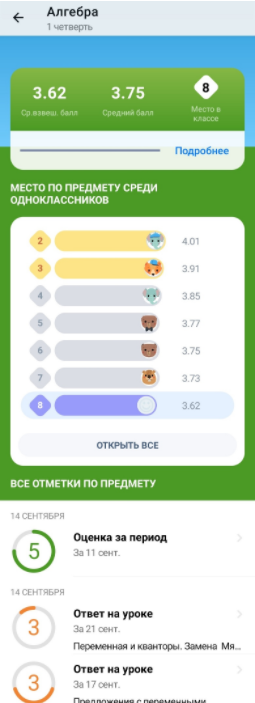 Алгебра
1 четверть
3.62
3.75
8
Ср.взвеш. балл
Средний балл
Место в
классе
Подробнее
МЕСТО ПО ПРЕДМЕТУ СРЕДИ
ОДНОКЛАССНИКОВ
2 4.01
3 3.91
4 3.85
5 3.77
6 3.75
7 3.73
8 3.62
ОТКРЫТЬ ВСЕ
ВСЕ ОТМЕТКИ ПО ПРЕДМЕТУ
14 СЕНТЯБРЯ
5
Оценка за период
За 11 сент.
14 СЕНТЯБРЯ
3
Ответ на уроке
За 21 сент.
Переменная и кванторы. Замена Мя...
3
Ответ на уроке
За 17 сент.
Предложения с переменными